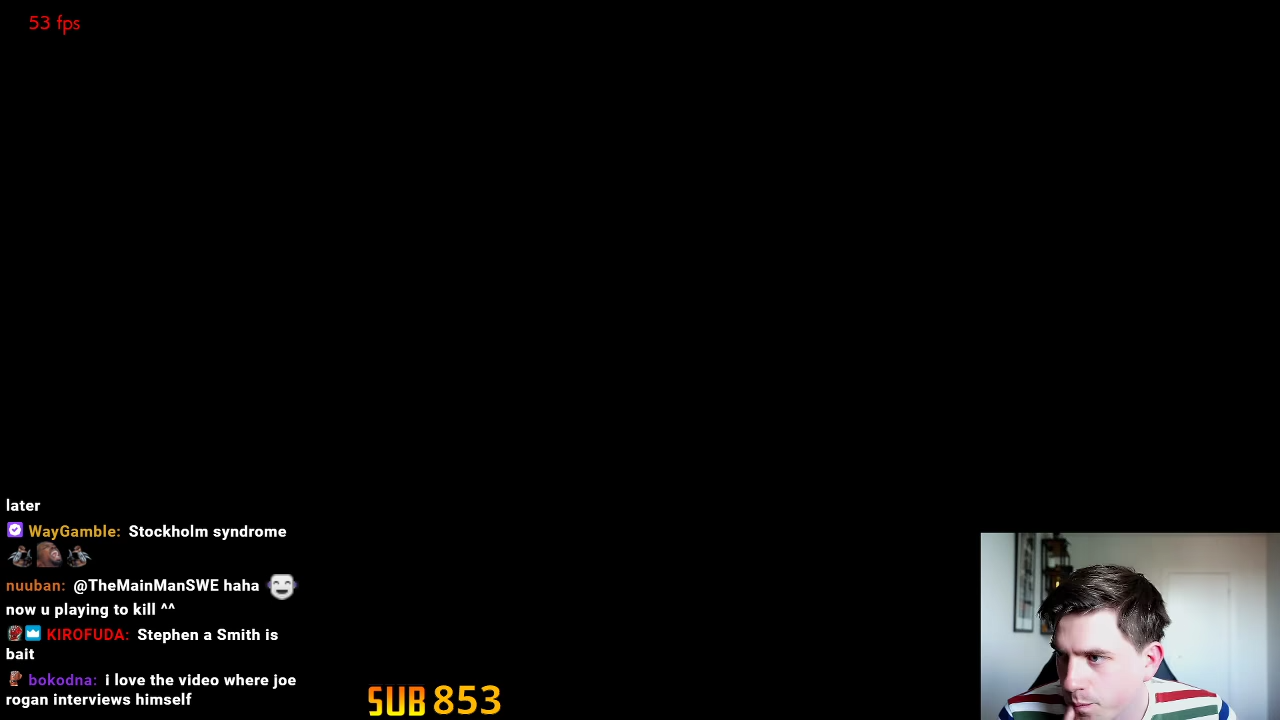 53 fps
later
WayGamble: Stockholm syndrome
nuuban: @TheMainManSWE haha
now u playing to kill ^^
KIROFUDA: Stephen a Smith is
bait
bokodna: i love the video where joe
rogan interviews himself
SUB 853